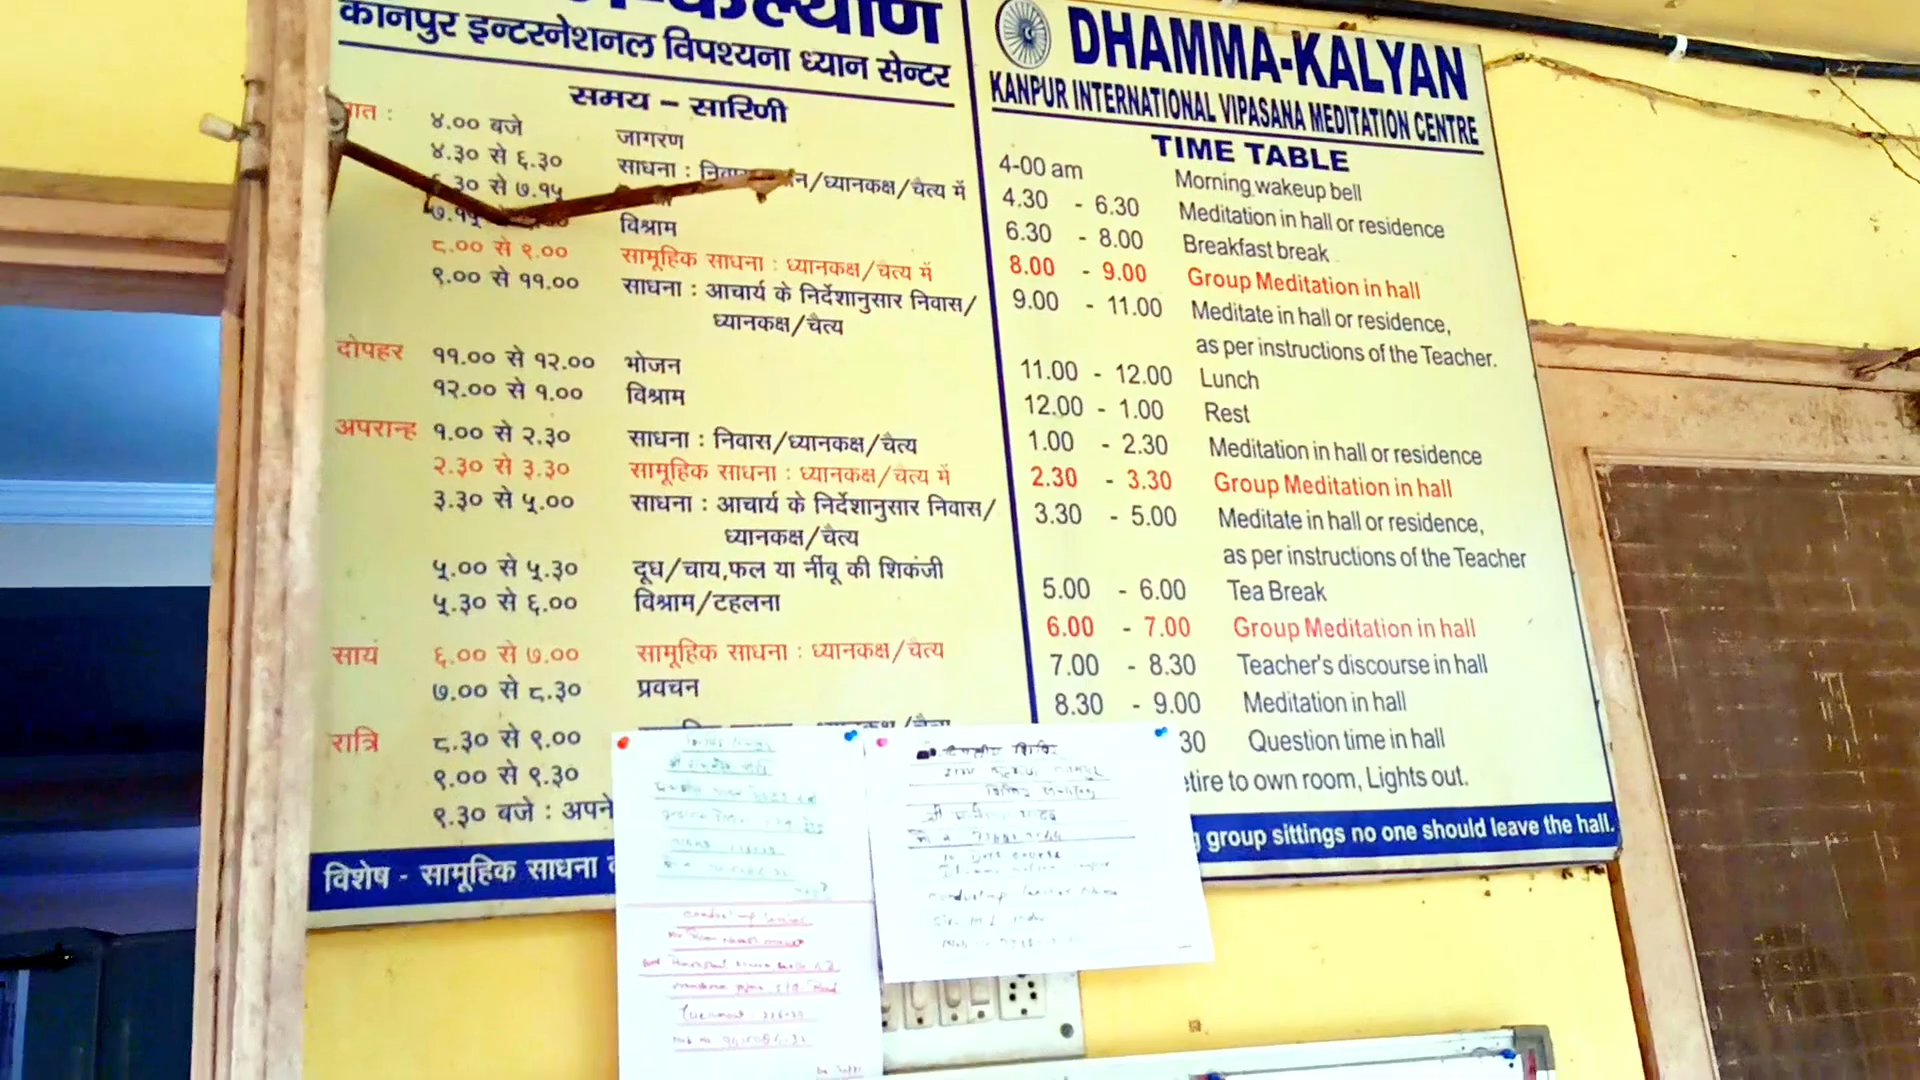 कल्याण
कानपुर इन्टरनेशनल विपश्यना ध्यान सेन्टर
समय – सारिणी
४.०० बजे जागरण
४.३० से ६.३० साधना : /ध्यानकक्ष/चैत्य में
६.३० से ७.१५
विश्राम
८.०० से ९.०० सामूहिक साधना : ध्यानकक्ष/चैत्य में
९.०० से ११.०० साधना : आचार्य के निर्देशानुसार निवास/
ध्यानकक्ष/चैत्य
दोपहर ११.०० से १२.०० भोजन
१२.०० से १.०० विश्राम
अपरान्ह १.०० से २.३० साधना : निवास/ध्यानकक्ष/चैत्य
२.३० से ३.३० सामूहिक साधना : ध्यानकक्ष/चैत्य में
३.३० से ५.०० साधना : आचार्य के निर्देशानुसार निवास/
ध्यानकक्ष/चैत्य
५.०० से ५.३० दूध/चाय,फल या नींबू की शिकंजी
५.३० से ६.०० विश्राम/टहलना
सायं ६.०० से ७.०० सामूहिक साधना : ध्यानकक्ष/चैत्य
७.०० से ८.३० प्रवचन
रात्रि ८.३० से ९.००
९.०० से ९.३०
९.३० बजे : अपने
विशेष - सामूहिक साधना
DHAMMA-KALYAN
KANPUR INTERNATIONAL VIPASANA MEDITATION CENTRE
TIME TABLE
4-00 am Morning wakeup bell
4.30 - 6.30 Meditation in hall or residence
6.30 - 8.00 Breakfast break
8.00 - 9.00 Group Meditation in hall
9.00 - 11.00 Meditate in hall or residence,
as per instructions of the Teacher.
11.00 - 12.00 Lunch
12.00 - 1.00 Rest
1.00 - 2.30 Meditation in hall or residence
2.30 - 3.30 Group Meditation in hall
3.30 - 5.00 Meditate in hall or residence,
as per instructions of the Teacher
5.00 - 6.00 Tea Break
6.00 - 7.00 Group Meditation in hall
7.00 - 8.30 Teacher's discourse in hall
8.30 - 9.00 Meditation in hall
30 Question time in hall
etire to own room, Lights out.
group sittings no one should leave the hall.